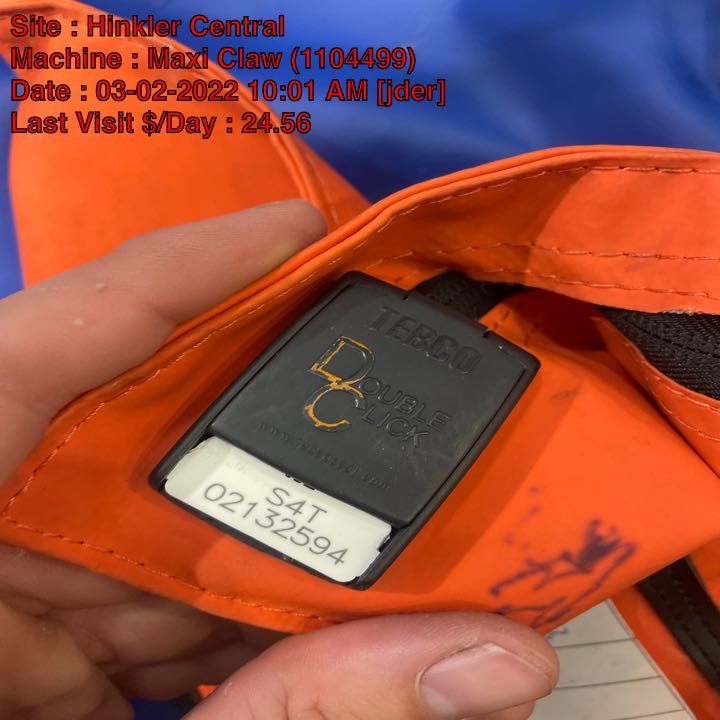 Site : Hinkler Central
Machine : Maxi Claw (1104499)
Date : 03-02-2022 10:01 AM [jder]
Last Visit $/Day : 24.56
TEBCO
DOUBLE
CLICK
S4T
02132594